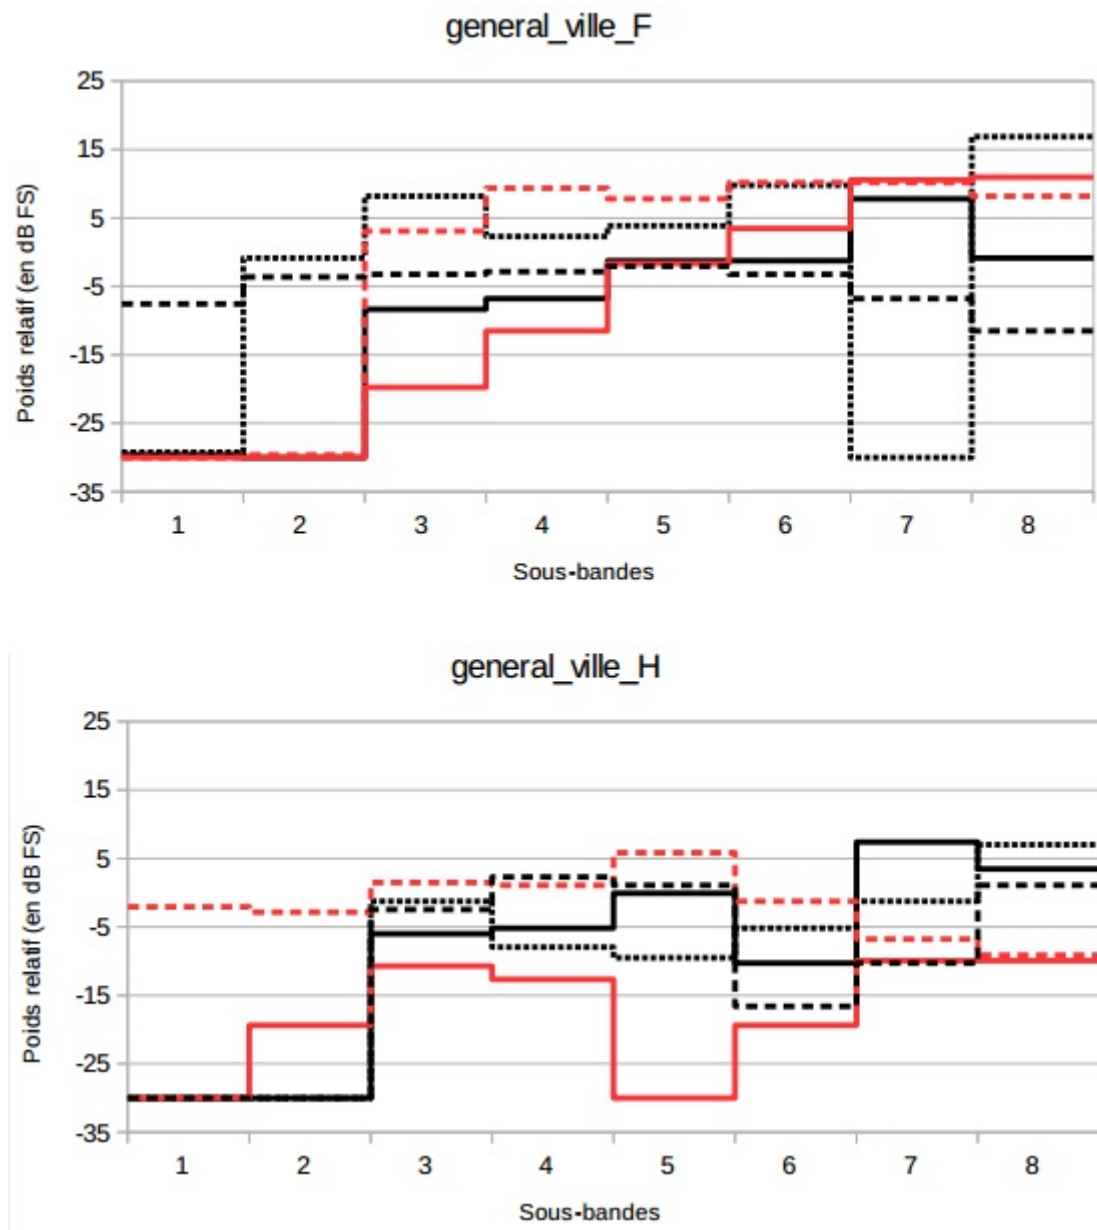 general_ville_F
25
15
5
-5
-15
-25
-35
Poids relatif (en dB FS)
1 2 3 4 5 6 7 8
Sous-bandes
general_ville_H
25
15
5
-5
-15
-25
-35
Poids relatif (en dB FS)
1 2 3 4 5 6 7 8
Sous-bandes